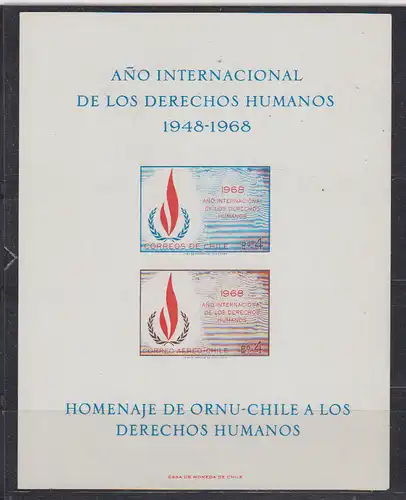 AÑO INTERNACIONAL
DE LOS DERECHOS HUMANOS
1948-1968
1968
AÑO INTERNACIONAL
DE LOS DERECHOS
HUMANOS
CORREOS DE CHILE
4
1968
AÑO INTERNACIONAL
DE LOS DERECHOS
HUMANOS
CORREO AEREO-CHILE
4
HOMENAJE DE ORNU-CHILE A LOS
DERECHOS HUMANOS
CASA DE MONEDA DE CHILE